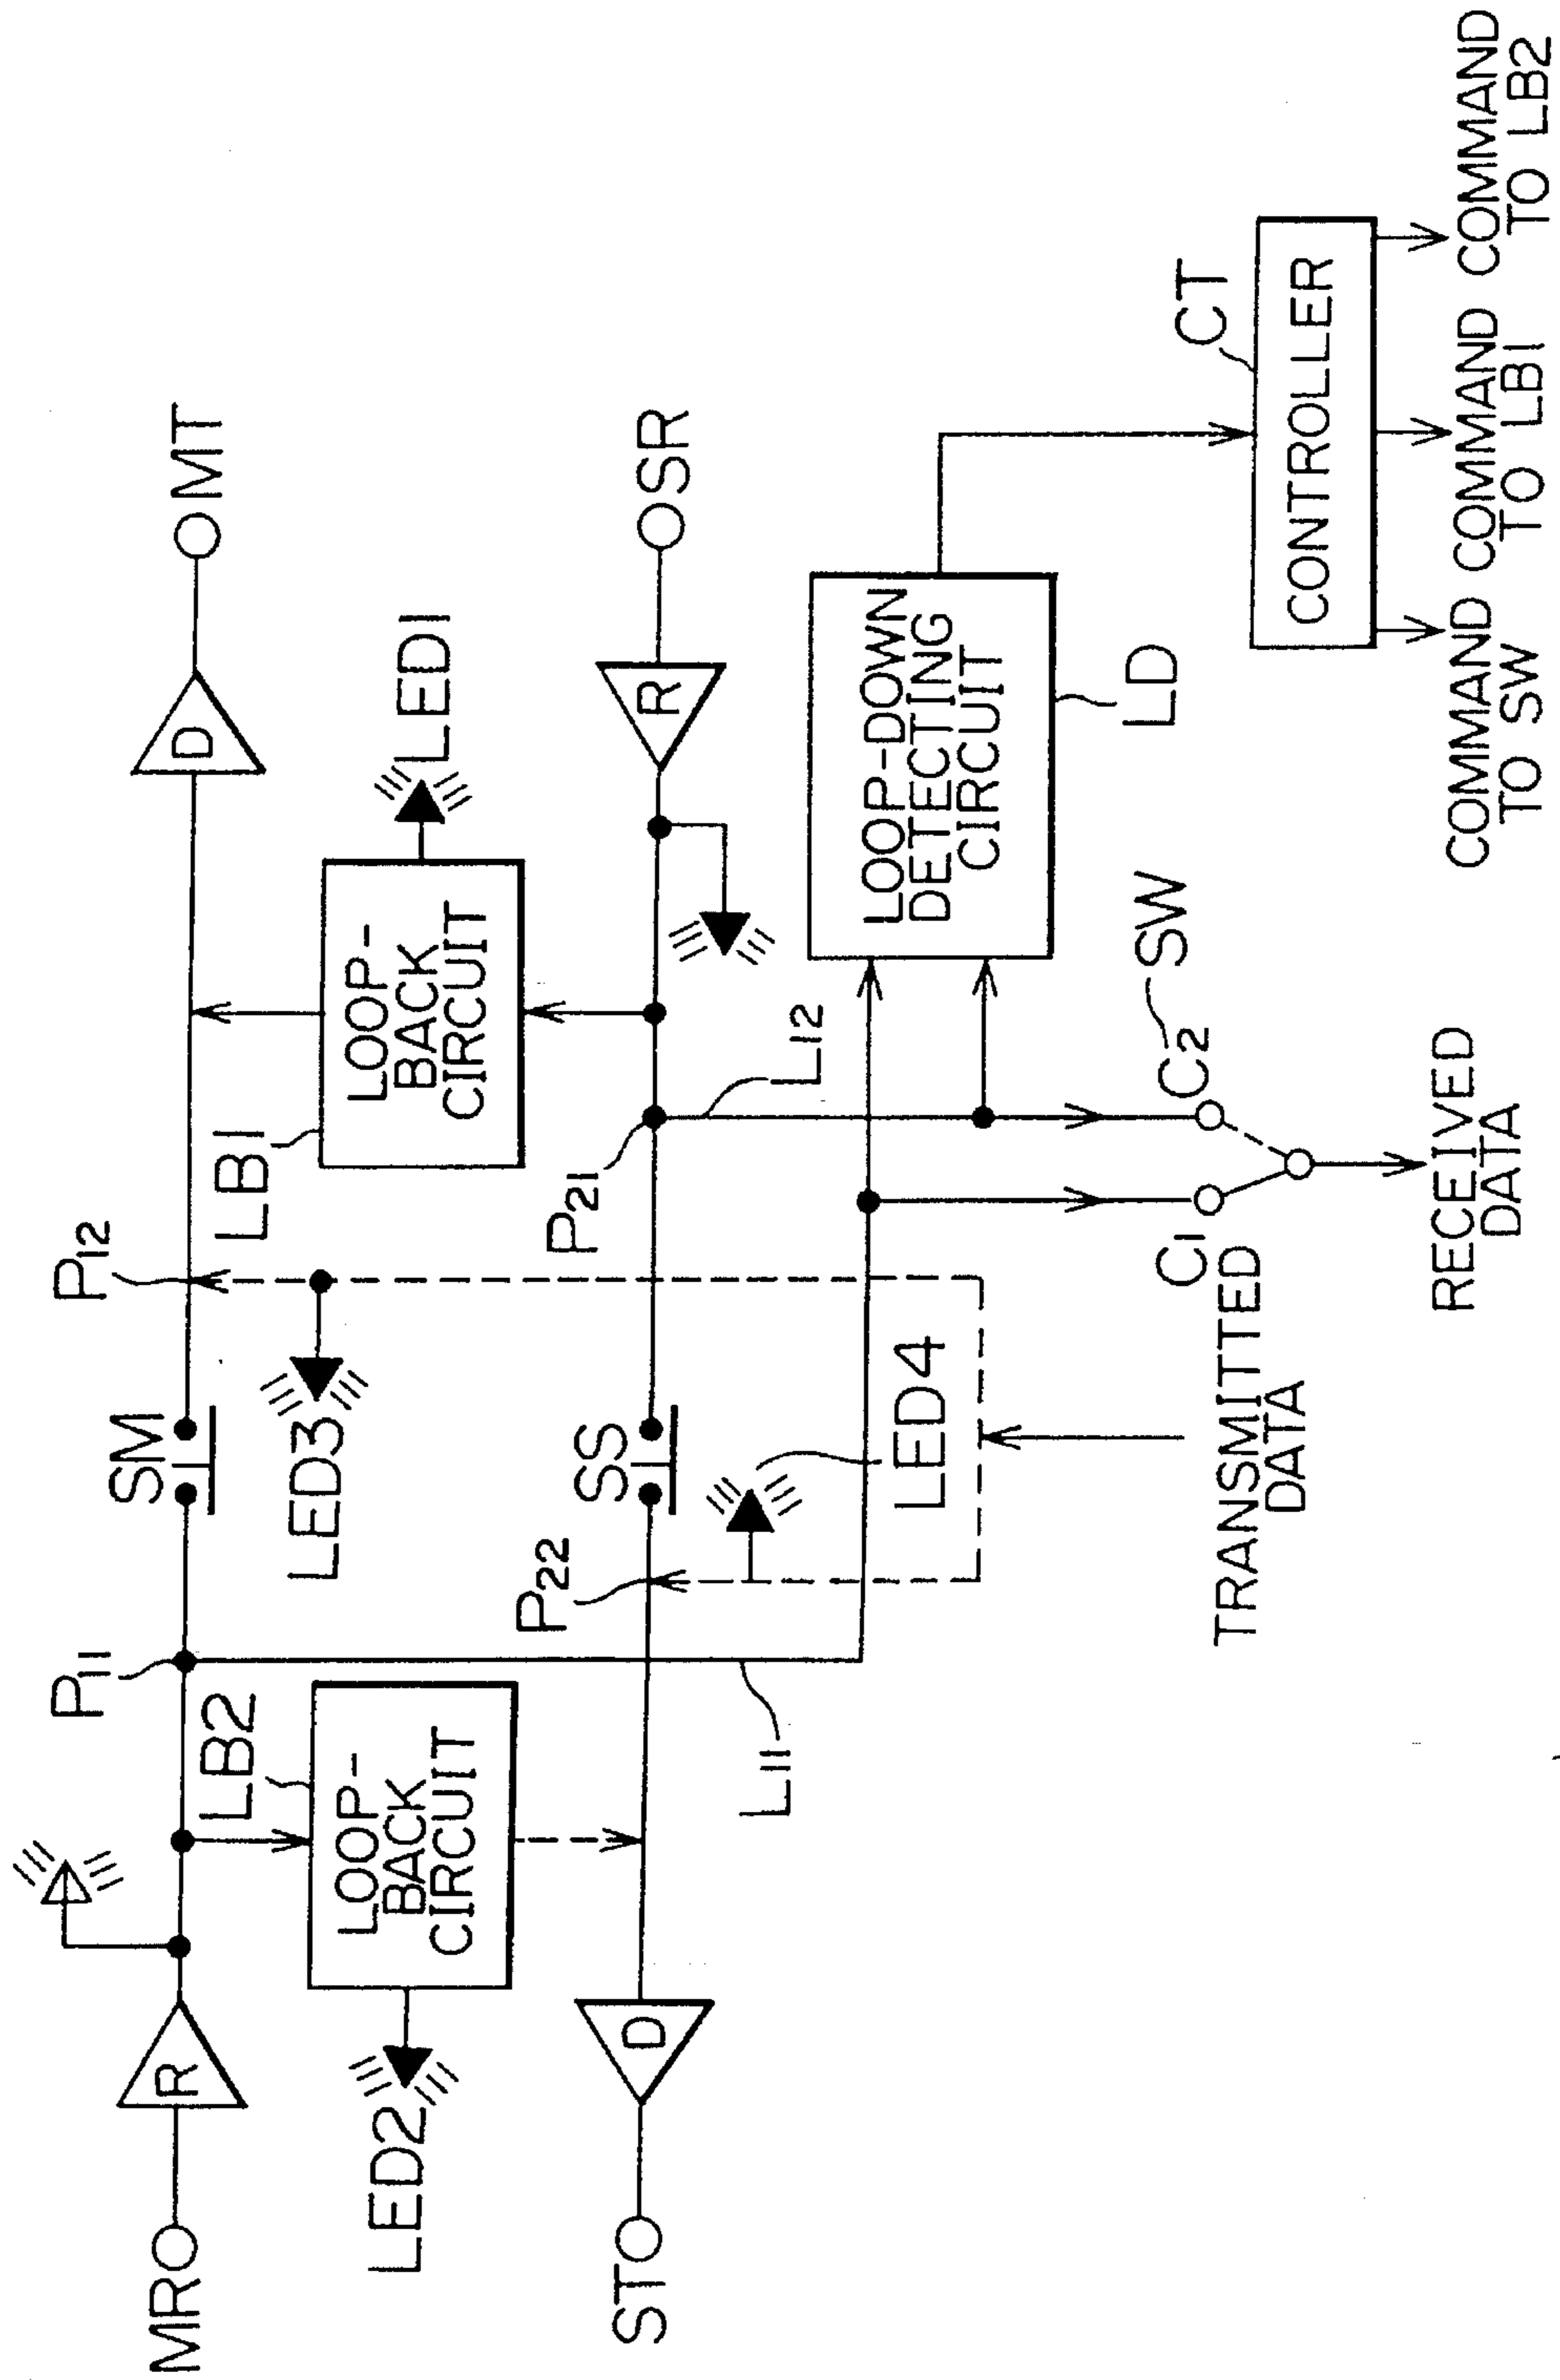 MR
R
P11
SM
P12
D
MT
LB2
LOOP-
BACK
CIRCUIT
LED2
LED3
LB1
LOOP-
BACK
CIRCUIT
LED1
ST
D
P22
SS
P21
R
SR
L11
LED4
L12
LOOP-DOWN
DETECTING
CIRCUIT
LD
TRANSMITTED
DATA
C1
C2
SW
RECEIVED
DATA
CT
CONTROLLER
COMMAND
TO SW
COMMAND
TO LB1
COMMAND
TO LB2